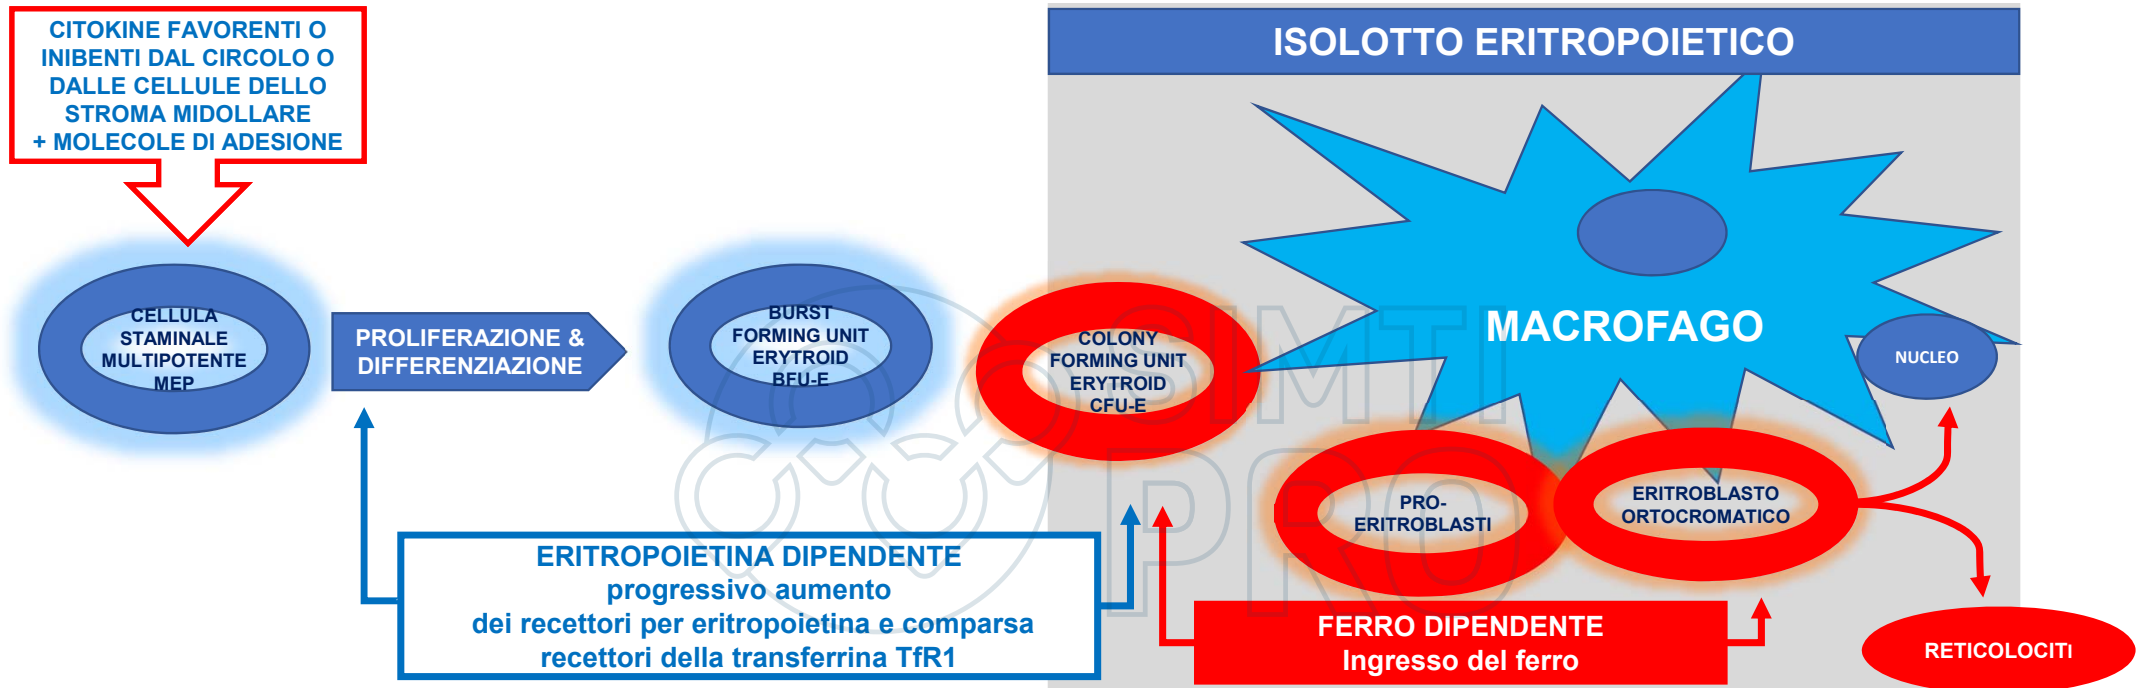 CITOKINE FAVORENTI O
INIBENTI DAL CIRCOLO O
DALLE CELLULE DELLO
STROMA MIDOLLARE
+ MOLECOLE DI ADESIONE
ISOLOTTO ERITROPOIETICO
CELLULA
STAMINALE
MULTIPOTENTE
MEP
PROLIFERAZIONE &
DIFFERENZIAZIONE
BURST
FORMING UNIT
ERYTROID
BFU-E
COLONY
FORMING UNIT
ERYTROID
CFU-E
MACROFAGO
NUCLEO
PRO-
ERITROBLASTI
ERITROBLASTO
ORTOCROMATICO
ERITROPOIETINA DIPENDENTE
progressivo aumento
dei recettori per eritropoietina e comparsa
recettori della transferrina TfR1
FERRO DIPENDENTE
Ingresso del ferro
RETICOLOCITI
SIMTI
PRO